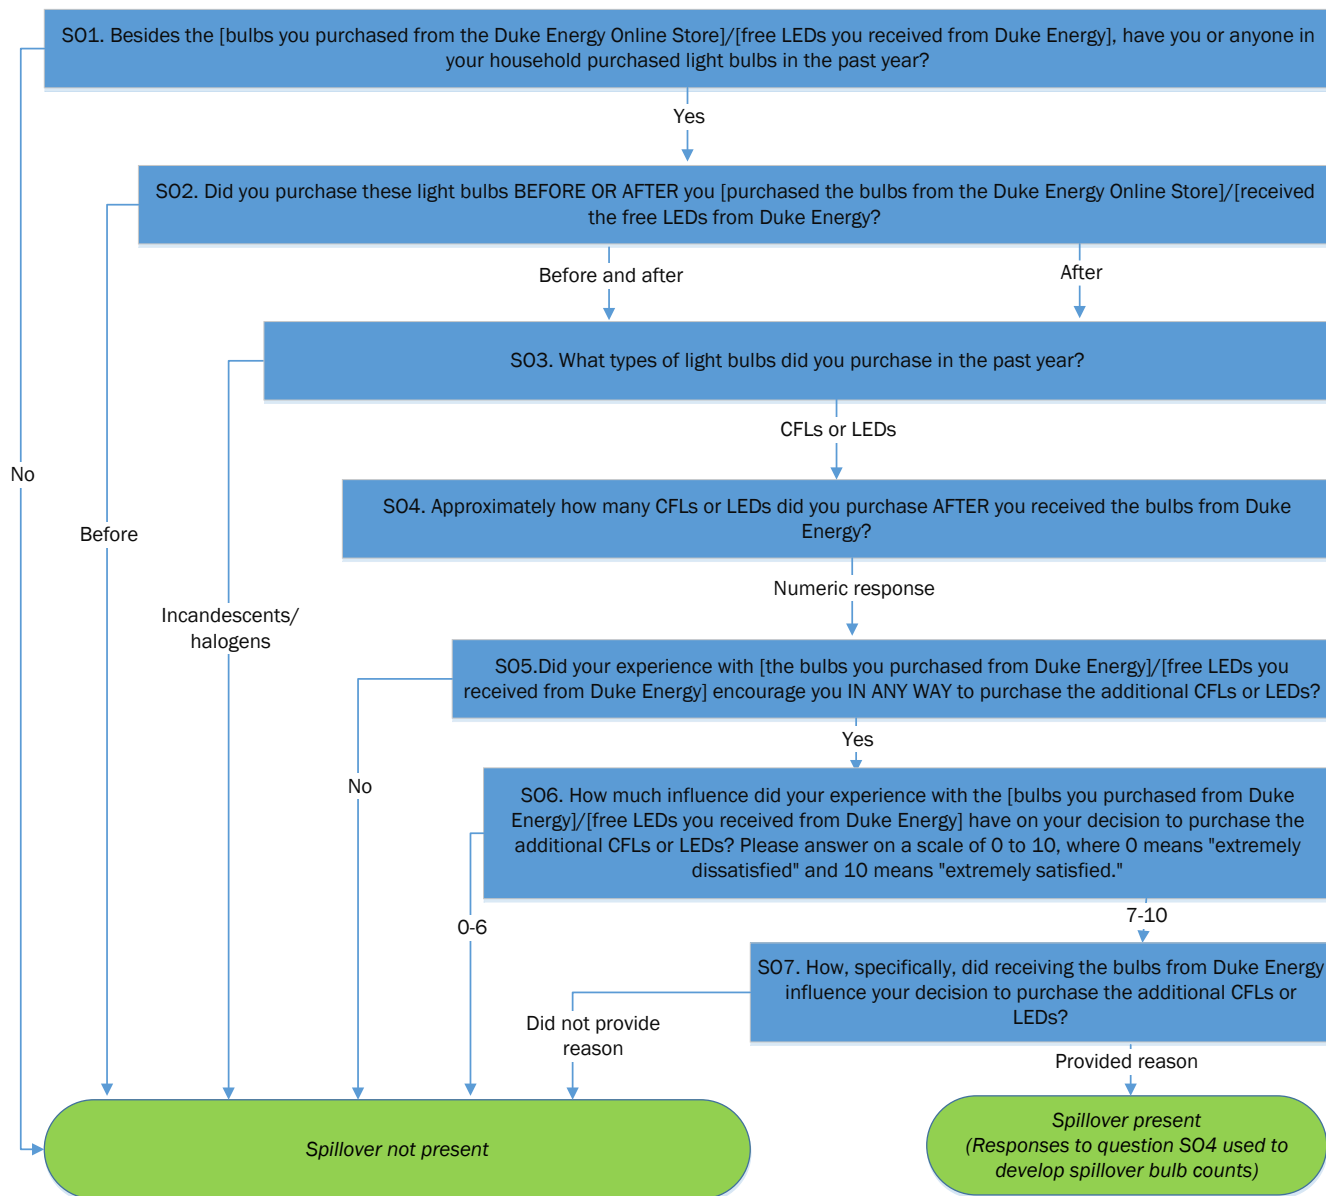 SO1. Besides the [bulbs you purchased from the Duke Energy Online Store]/[free LEDs you received from Duke Energy], have you or anyone in
your household purchased light bulbs in the past year?
Yes
SO2. Did you purchase these light bulbs BEFORE OR AFTER you [purchased the bulbs from the Duke Energy Online Store]/[received
the free LEDs from Duke Energy?
Before and after
After
SO3. What types of light bulbs did you purchase in the past year?
CFLs or LEDs
No
SO4. Approximately how many CFLs or LEDs did you purchase AFTER you received the bulbs from Duke
Energy?
Before
Numeric response
Incandescents/
halogens
SO5.Did your experience with [the bulbs you purchased from Duke Energy]/[free LEDs you
received from Duke Energy] encourage you IN ANY WAY to purchase the additional CFLs or LEDs?
Yes
No
SO6. How much influence did your experience with the [bulbs you purchased from Duke
Energy]/[free LEDs you received from Duke Energy] have on your decision to purchase the
additional CFLs or LEDs? Please answer on a scale of 0 to 10, where 0 means "extremely
dissatisfied" and 10 means "extremely satisfied."
0-6
7-10
SO7. How, specifically, did receiving the bulbs from Duke Energy
influence your decision to purchase the additional CFLs or
LEDs?
Did not provide
reason
Provided reason
Spillover not present
Spillover present
(Responses to question SO4 used to
develop spillover bulb counts)